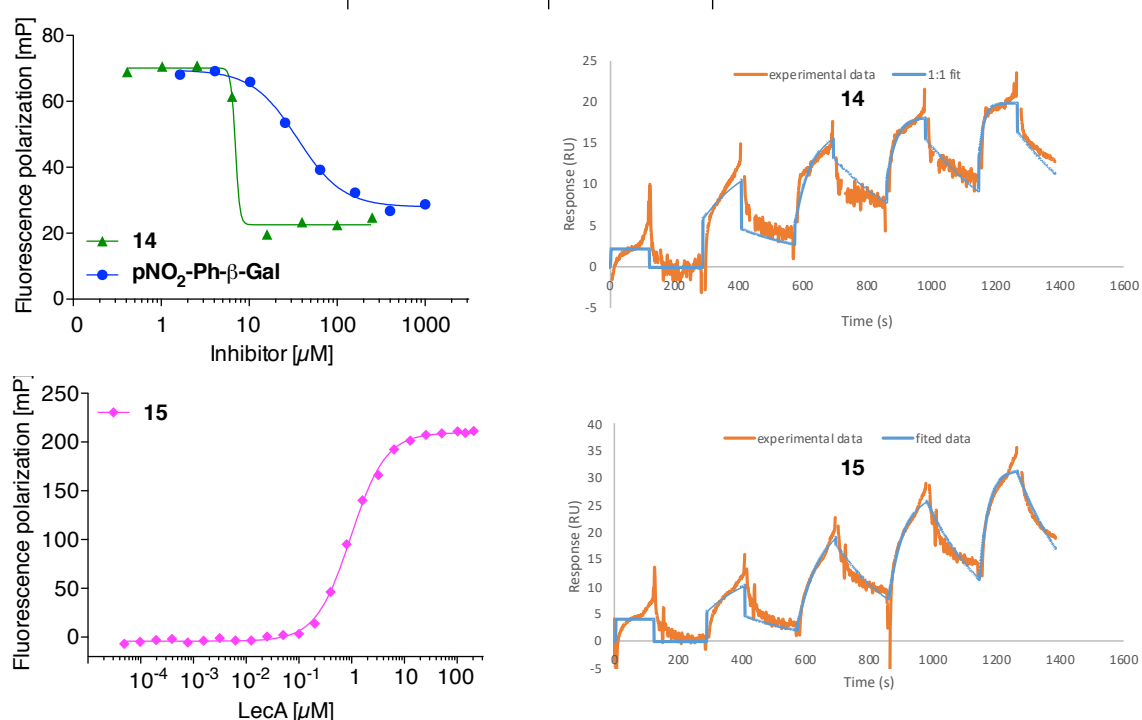 Fluorescence polarization [mP]
80
60
40
20
0
14
pNO2-Ph-β-Gal
0 1 10 100 1000
Inhibitor [µM]
25
20
15
10
5
0
-5
experimental data 1:1 fit
14
Response (RU)
0 200 400 600 800 1000 1200 1400 1600
Time (s)
Fluorescence polarization [mP]
250
200
150
100
50
0
15
10-4 10-3 10-2 10-1 1 10 100
LecA [µM]
40
35
30
25
20
15
10
5
0
-5
experimental data fited data
15
Response (RU)
0 200 400 600 800 1000 1200 1400 1600
Time (s)